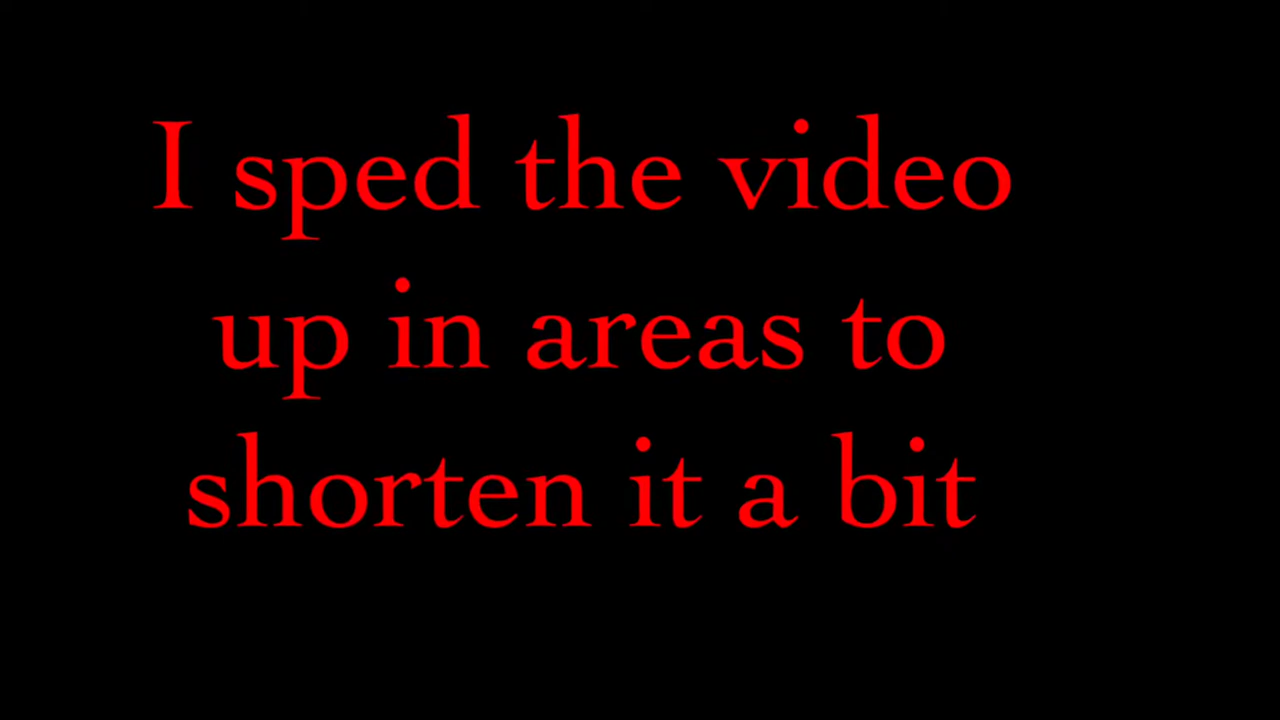 I sped the video
up in areas to
shorten it a bit